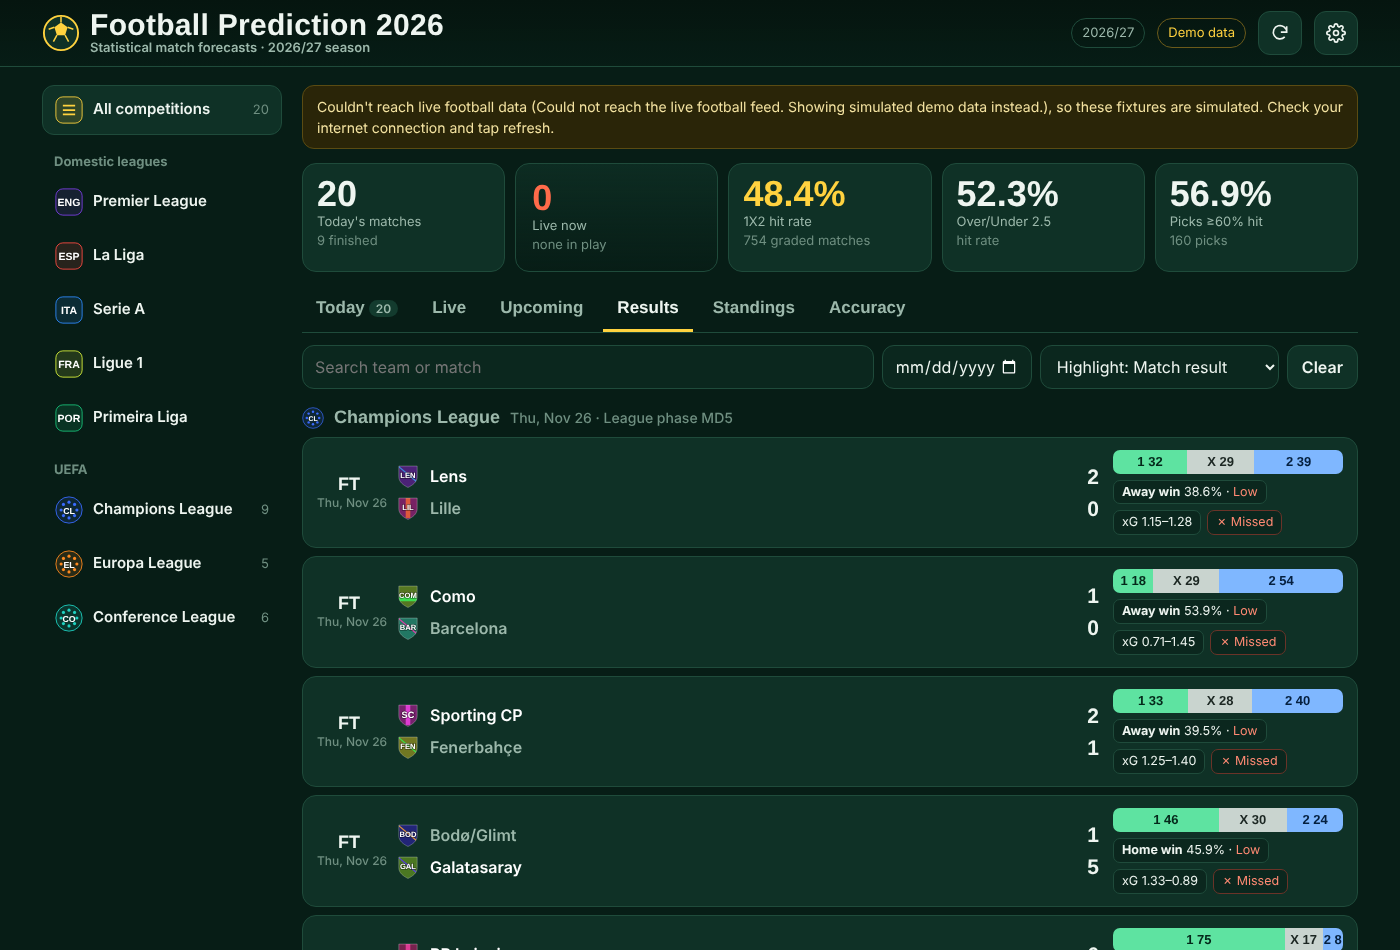 Football Prediction 2026
Statistical match forecasts · 2026/27 season
2026/27
Demo data
All competitions 20
Domestic leagues
ENG Premier League
ESP La Liga
ITA Serie A
FRA Ligue 1
POR Primeira Liga
UEFA
CL Champions League 9
EL Europa League 5
CO Conference League 6
Couldn't reach live football data (Could not reach the live football feed. Showing simulated demo data instead.), so these fixtures are simulated. Check your
internet connection and tap refresh.
20
Today's matches
9 finished
0
Live now
none in play
48.4%
1X2 hit rate
754 graded matches
52.3%
Over/Under 2.5
hit rate
56.9%
Picks ≥60% hit
160 picks
Today 20 Live Upcoming Results Standings Accuracy
Search team or match
mm/dd/yyyy
Highlight: Match result
Clear
CL Champions League Thu, Nov 26 · League phase MD5
FT
Thu, Nov 26
LEN Lens 2
LIL Lille 0
1 32 X 29 2 39
Away win 38.6% · Low
xG 1.15–1.28 × Missed
FT
Thu, Nov 26
COM Como 1
BAR Barcelona 0
1 18 X 29 2 54
Away win 53.9% · Low
xG 0.71–1.45 × Missed
FT
Thu, Nov 26
SC Sporting CP 2
FEN Fenerbahçe 1
1 33 X 28 2 40
Away win 39.5% · Low
xG 1.25–1.40 × Missed
FT
Thu, Nov 26
BOD Bodø/Glimt 1
GAL Galatasaray 5
1 46 X 30 2 24
Home win 45.9% · Low
xG 1.33–0.89 × Missed
1 75 X 17 2 8